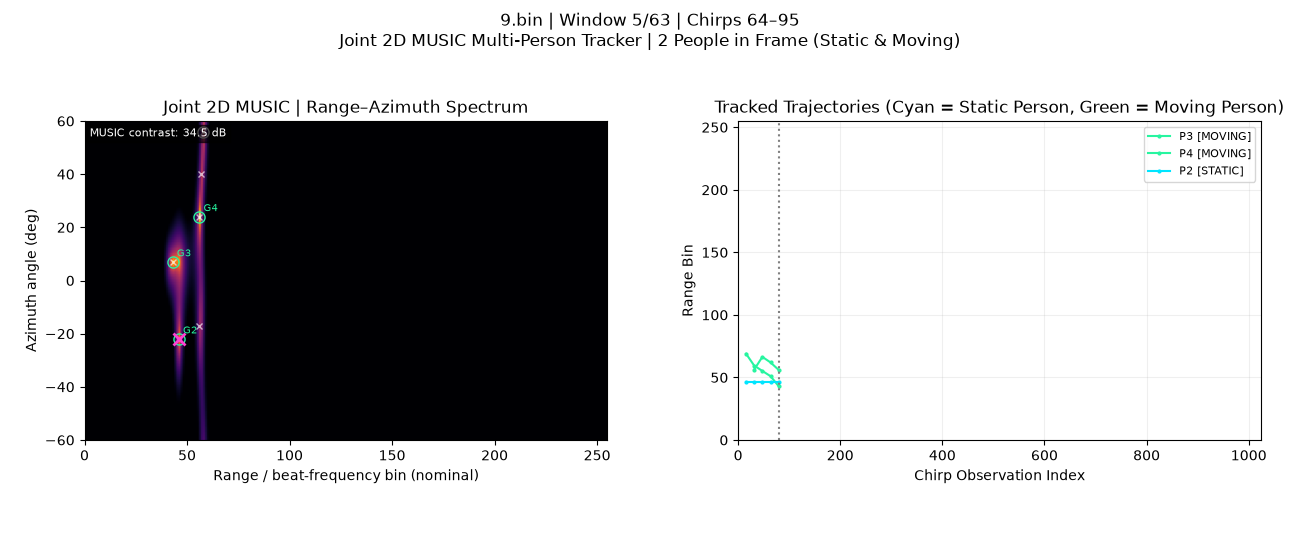 9.bin | Window 5/63 | Chirps 64–95
Joint 2D MUSIC Multi-Person Tracker | 2 People in Frame (Static & Moving)
Joint 2D MUSIC | Range–Azimuth Spectrum
MUSIC contrast: 34.5 dB
60
40
20
0
−20
−40
−60
Azimuth angle (deg)
G4
G3
G2
0
50
100
150
200
250
Range / beat-frequency bin (nominal)
Tracked Trajectories (Cyan = Static Person, Green = Moving Person)
P3 [MOVING]
P4 [MOVING]
P2 [STATIC]
250
200
150
100
50
0
Range Bin
0
200
400
600
800
1000
Chirp Observation Index